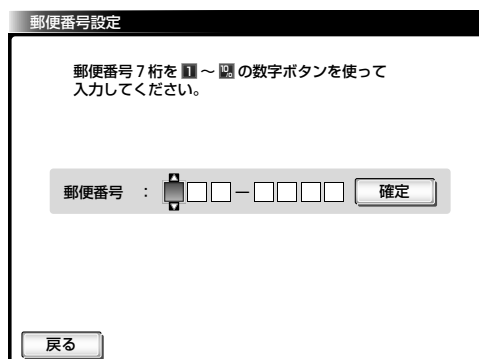 郵便番号設定
郵便番号７桁を 1 ～ 10 の数字ボタンを使って
入力してください。
郵便番号 ： － 確定
戻る